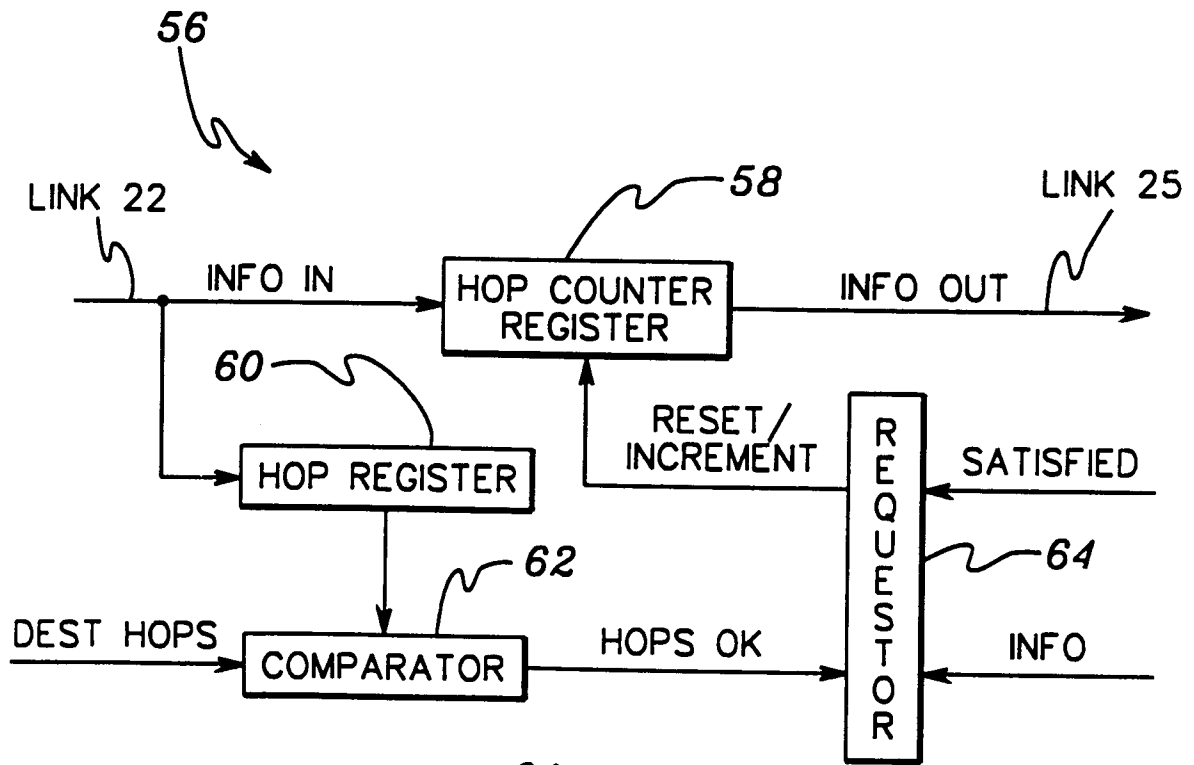 56
LINK 22
58
LINK 25
INFO IN
HOP COUNTER
REGISTER
INFO OUT
60
RESET/
INCREMENT
HOP REGISTER
REQUESTOR
SATISFIED
62
64
DEST HOPS
COMPARATOR
HOPS OK
INFO